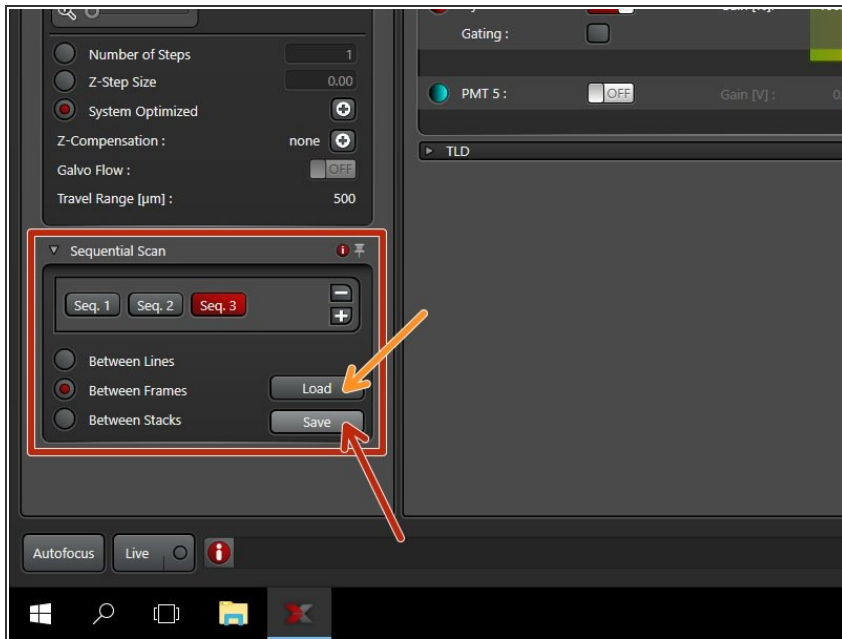 Number of Steps 1
Z-Step Size 0.00
System Optimized
Z-Compensation : none
Galvo Flow : OFF
Travel Range [µm] : 500
Sequential Scan
Seq. 1 Seq. 2 Seq. 3
Between Lines
Between Frames Load
Between Stacks Save
Autofocus Live
Gating :
PMT 5 : OFF Gain [V] :
TLD